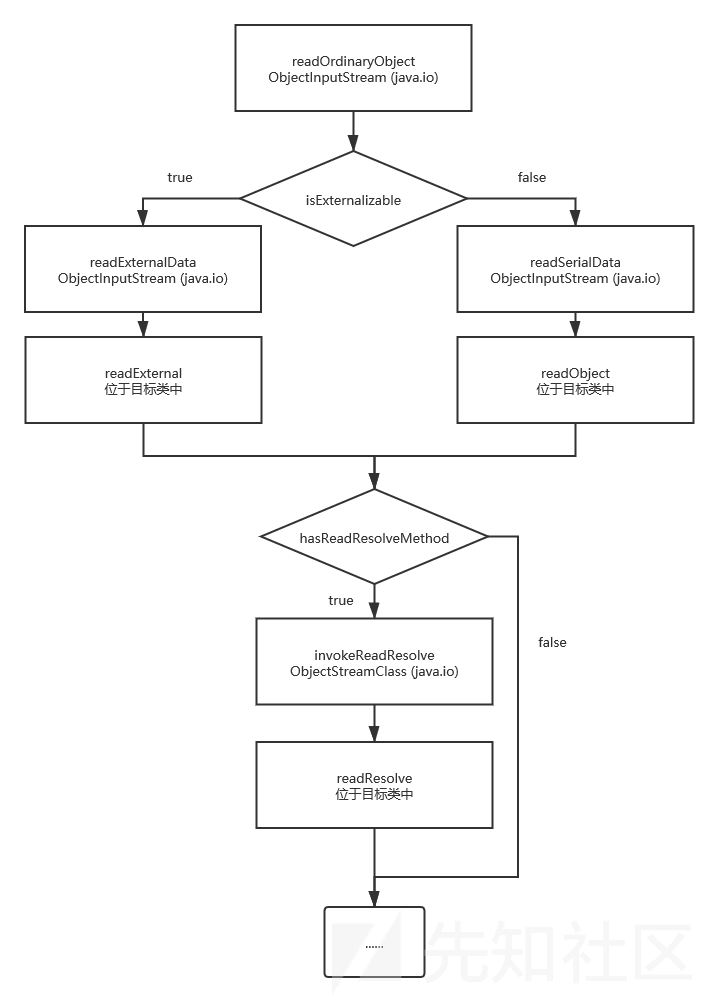 readOrdinaryObject
ObjectInputStream (java.io)
isExternalizable
true
false
readExternalData
ObjectInputStream (java.io)
readSerialData
ObjectInputStream (java.io)
readExternal
位于目标类中
readObject
位于目标类中
hasReadResolveMethod
true
false
invokeReadResolve
ObjectStreamClass (java.io)
readResolve
位于目标类中
......
先知社区